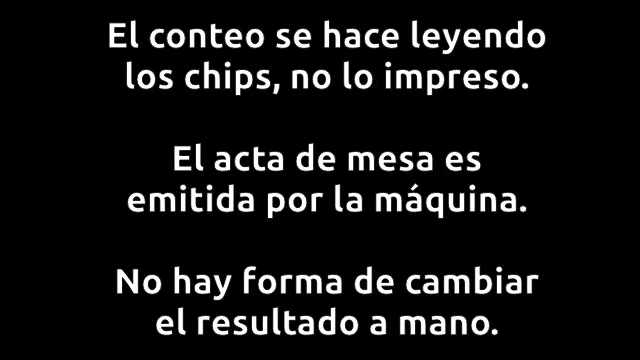 El conteo se hace leyendo
los chips, no lo impreso.
El acta de mesa es
emitida por la máquina.
No hay forma de cambiar
el resultado a mano.